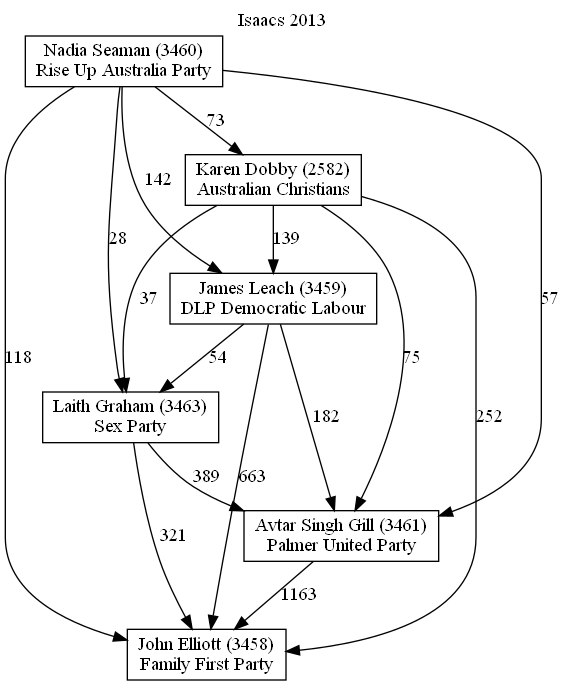 Isaacs 2013
Nadia Seaman (3460)
Rise Up Australia Party
73
Karen Dobby (2582)
Australian Christians
142
28
139
37
James Leach (3459)
DLP Democratic Labour
57
118
54
75
Laith Graham (3463)
Sex Party
182
252
389
663
Avtar Singh Gill (3461)
Palmer United Party
321
1163
John Elliott (3458)
Family First Party